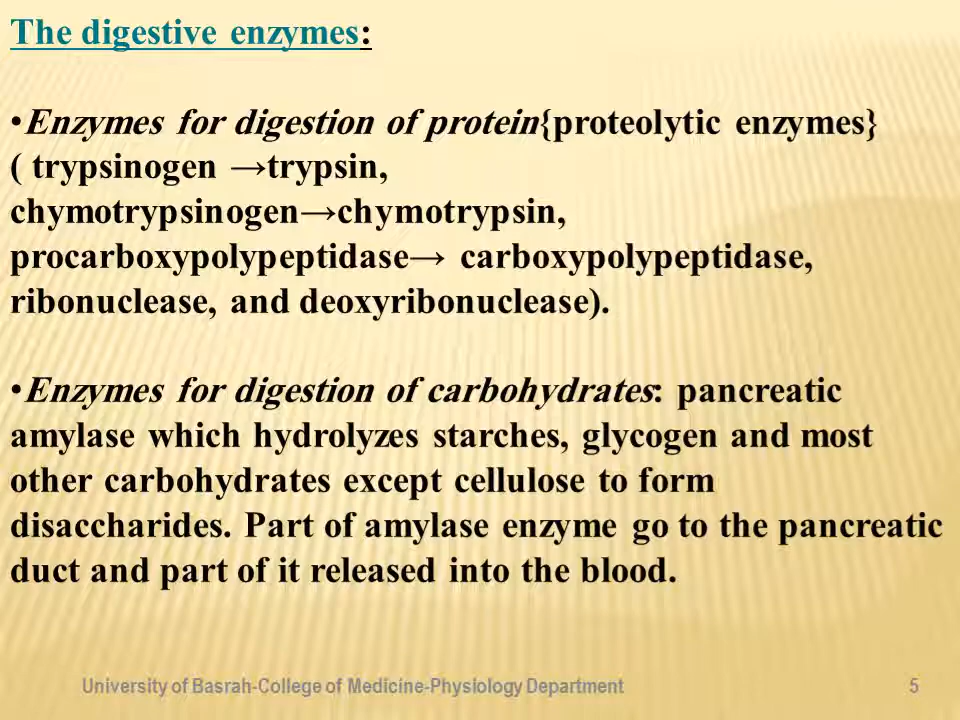 The digestive enzymes:
•Enzymes for digestion of protein{proteolytic enzymes}
( trypsinogen →trypsin,
chymotrypsinogen→chymotrypsin,
procarboxypolypeptidase→ carboxypolypeptidase,
ribonuclease, and deoxyribonuclease).
•Enzymes for digestion of carbohydrates: pancreatic
amylase which hydrolyzes starches, glycogen and most
other carbohydrates except cellulose to form
disaccharides. Part of amylase enzyme go to the pancreatic
duct and part of it released into the blood.
University of Basrah-College of Medicine-Physiology Department 5